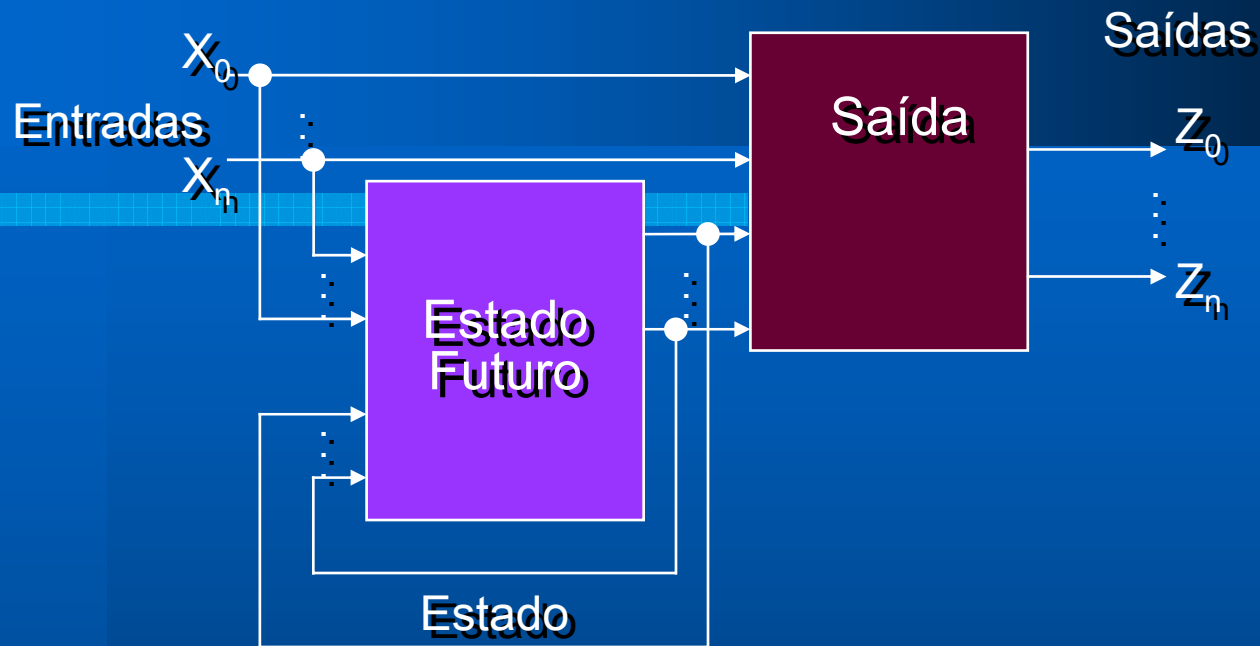 Saídas
X0
Entradas
Saída
Z0
Xn
Zn
Estado
Futuro
Estado